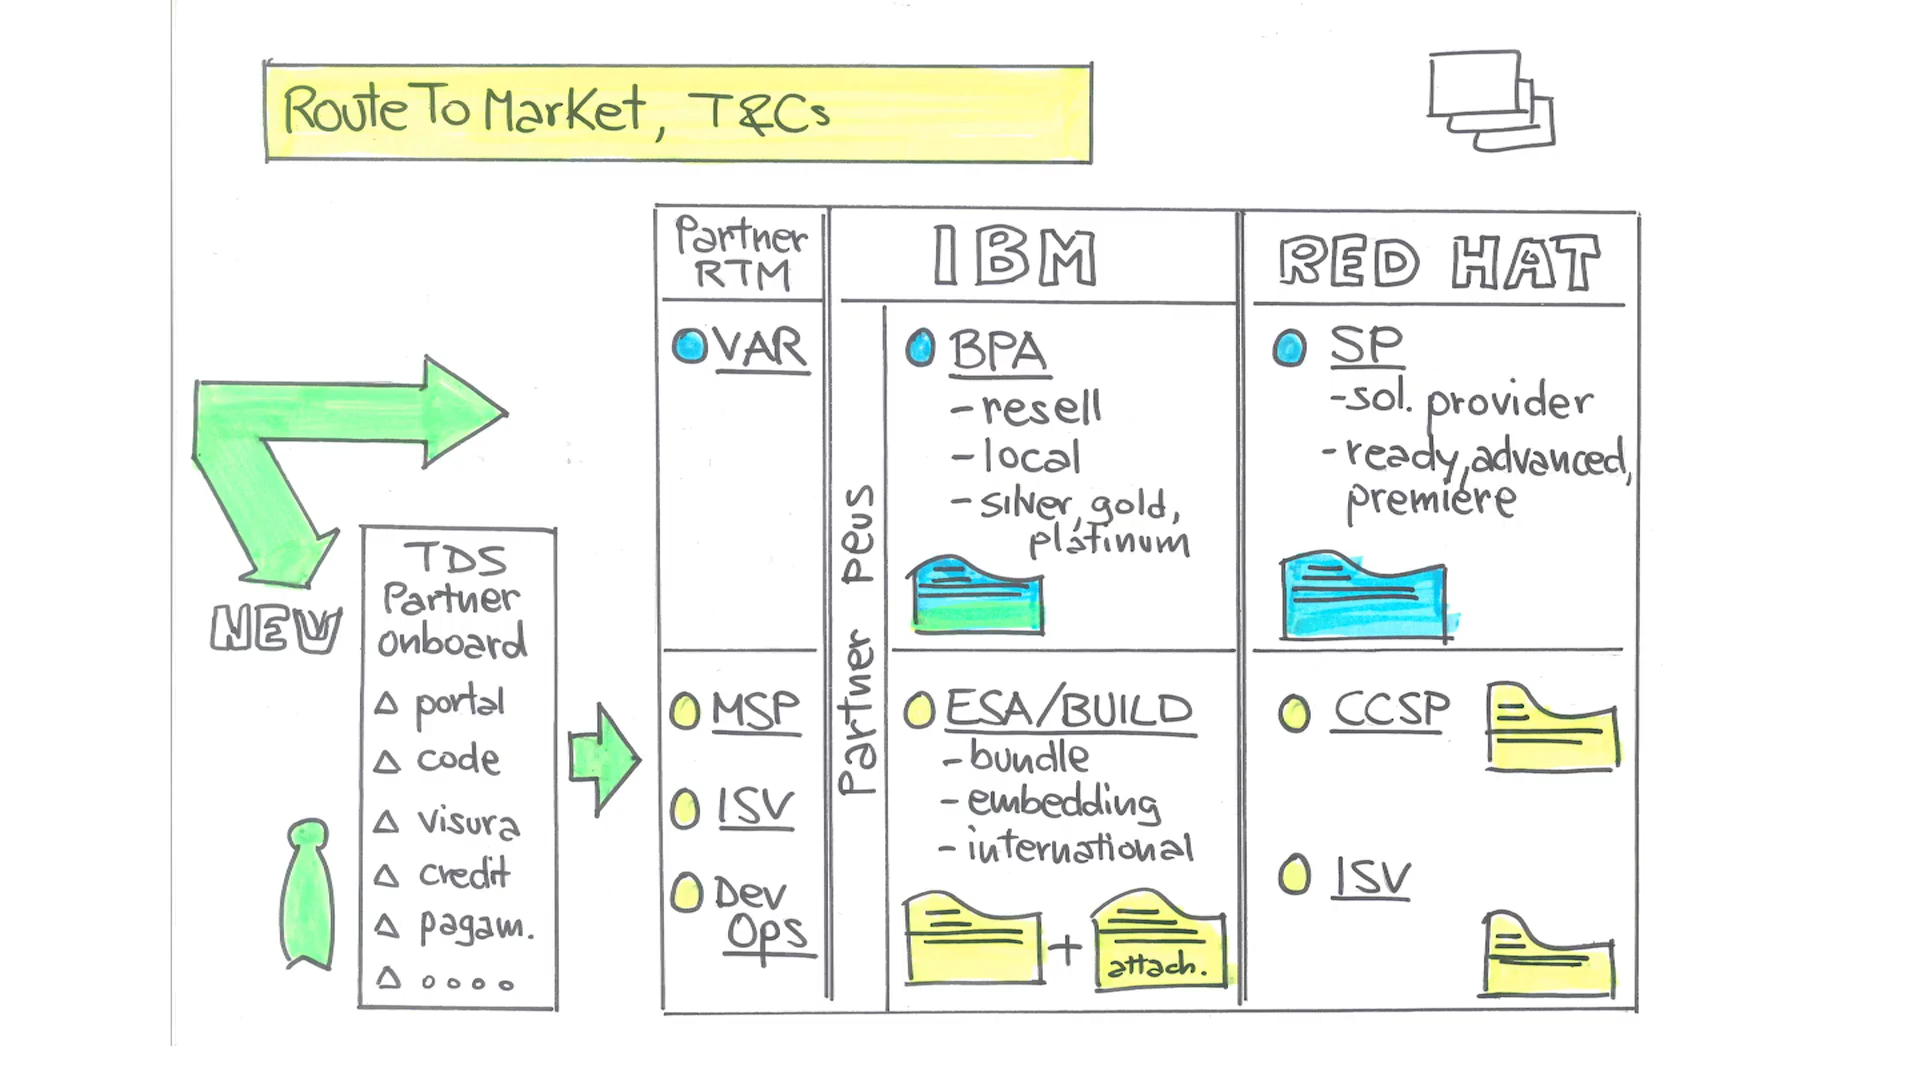 Route To Market, T&Cs
NEW
TDS
Partner
onboard
Δ portal
Δ code
Δ visura
Δ credit
Δ pagam.
Δ o o o o
Partner
RTM
VAR
MSP
ISV
Dev
Ops
Partner peus
IBM
BPA
- resell
- local
- silver, gold,
platinum
ESA/BUILD
- bundle
- embedding
- international
+
attach.
RED HAT
SP
- sol. provider
- ready, advanced,
premiere
CCSP
ISV